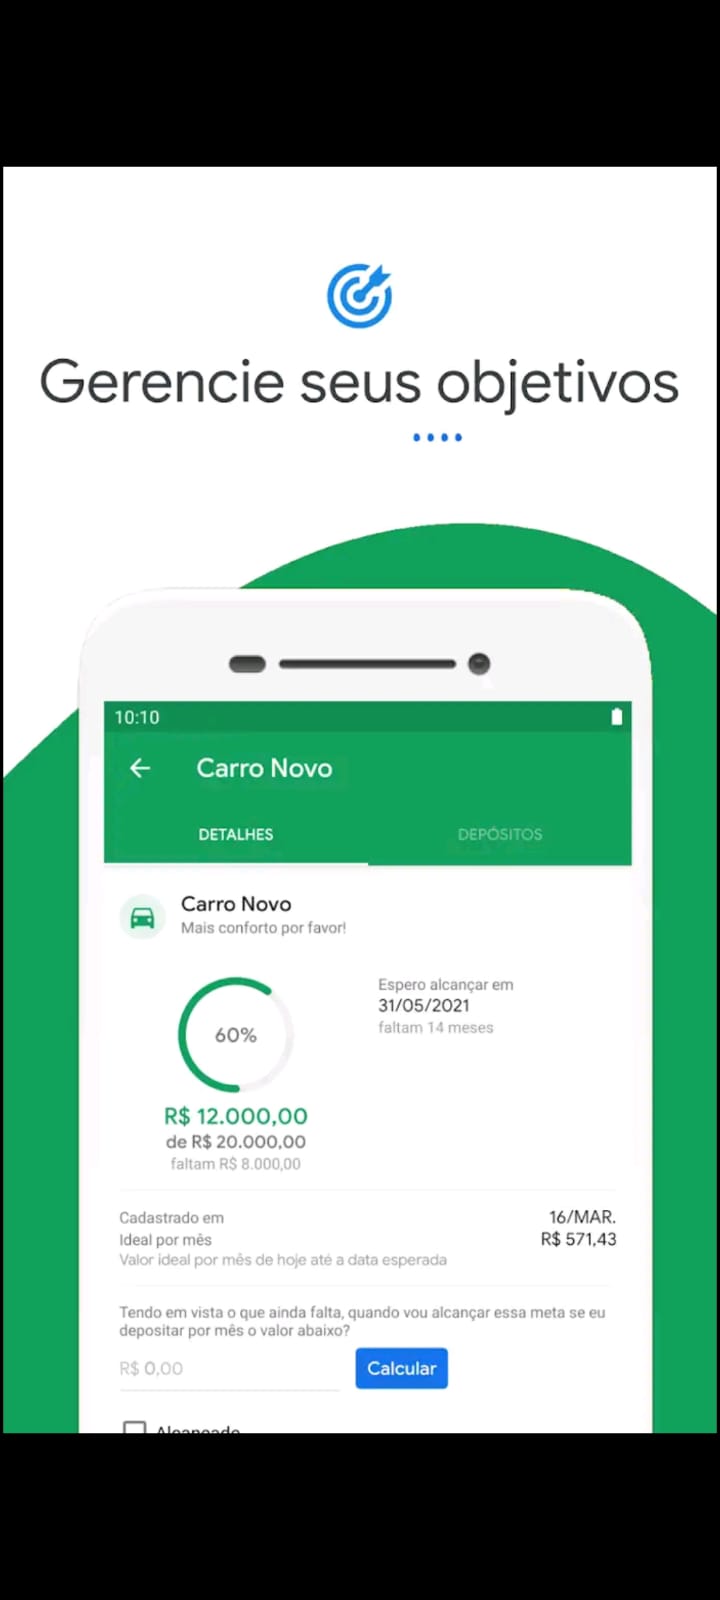 Gerencie seus objetivos
10:10
Carro Novo
DETALHES
DEPÓSITOS
Carro Novo
Mais conforto por favor!
60%
R$ 12.000,00
de R$ 20.000,00
faltam R$ 8.000,00
Espero alcançar em
31/05/2021
faltam 14 meses
Cadastrado em 16/MAR.
Ideal por mês R$ 571,43
Valor ideal por mês de hoje até a data esperada
Tendo em vista o que ainda falta, quando vou alcançar essa meta se eu
depositar por mês o valor abaixo?
R$ 0,00
Calcular
Alcançado